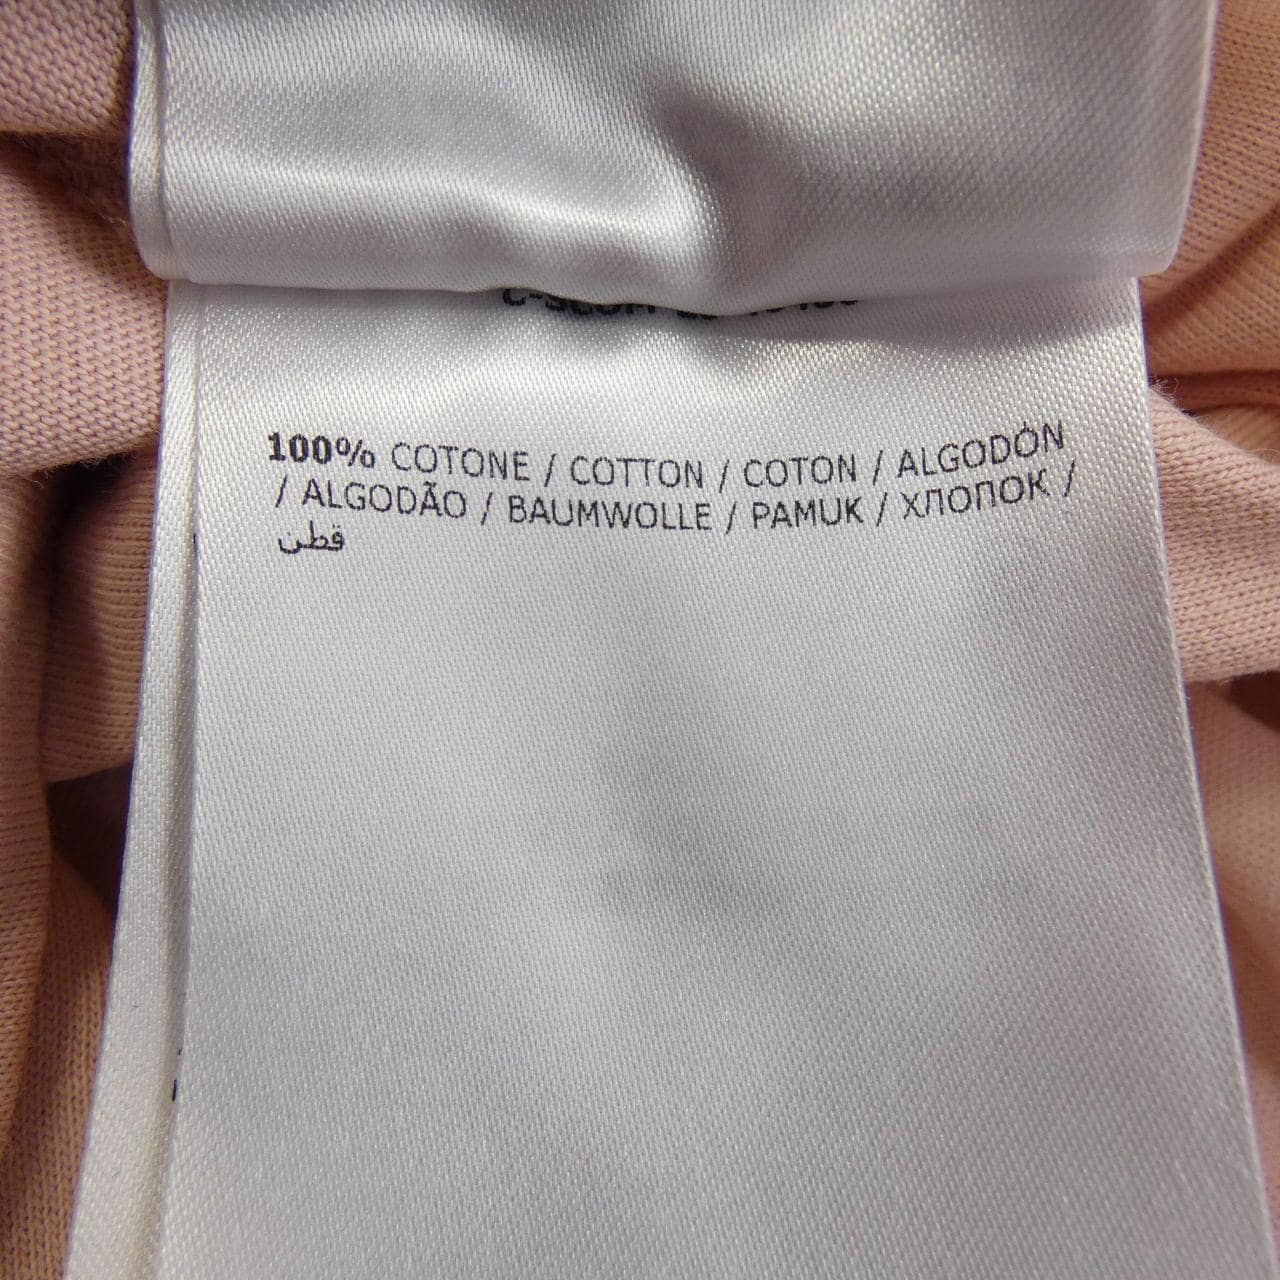 100% COTONE / COTTON / COTON / ALGODÓN
/ ALGODÃO / BAUMWOLLE / PAMUK / ХЛОПОК /
قطن